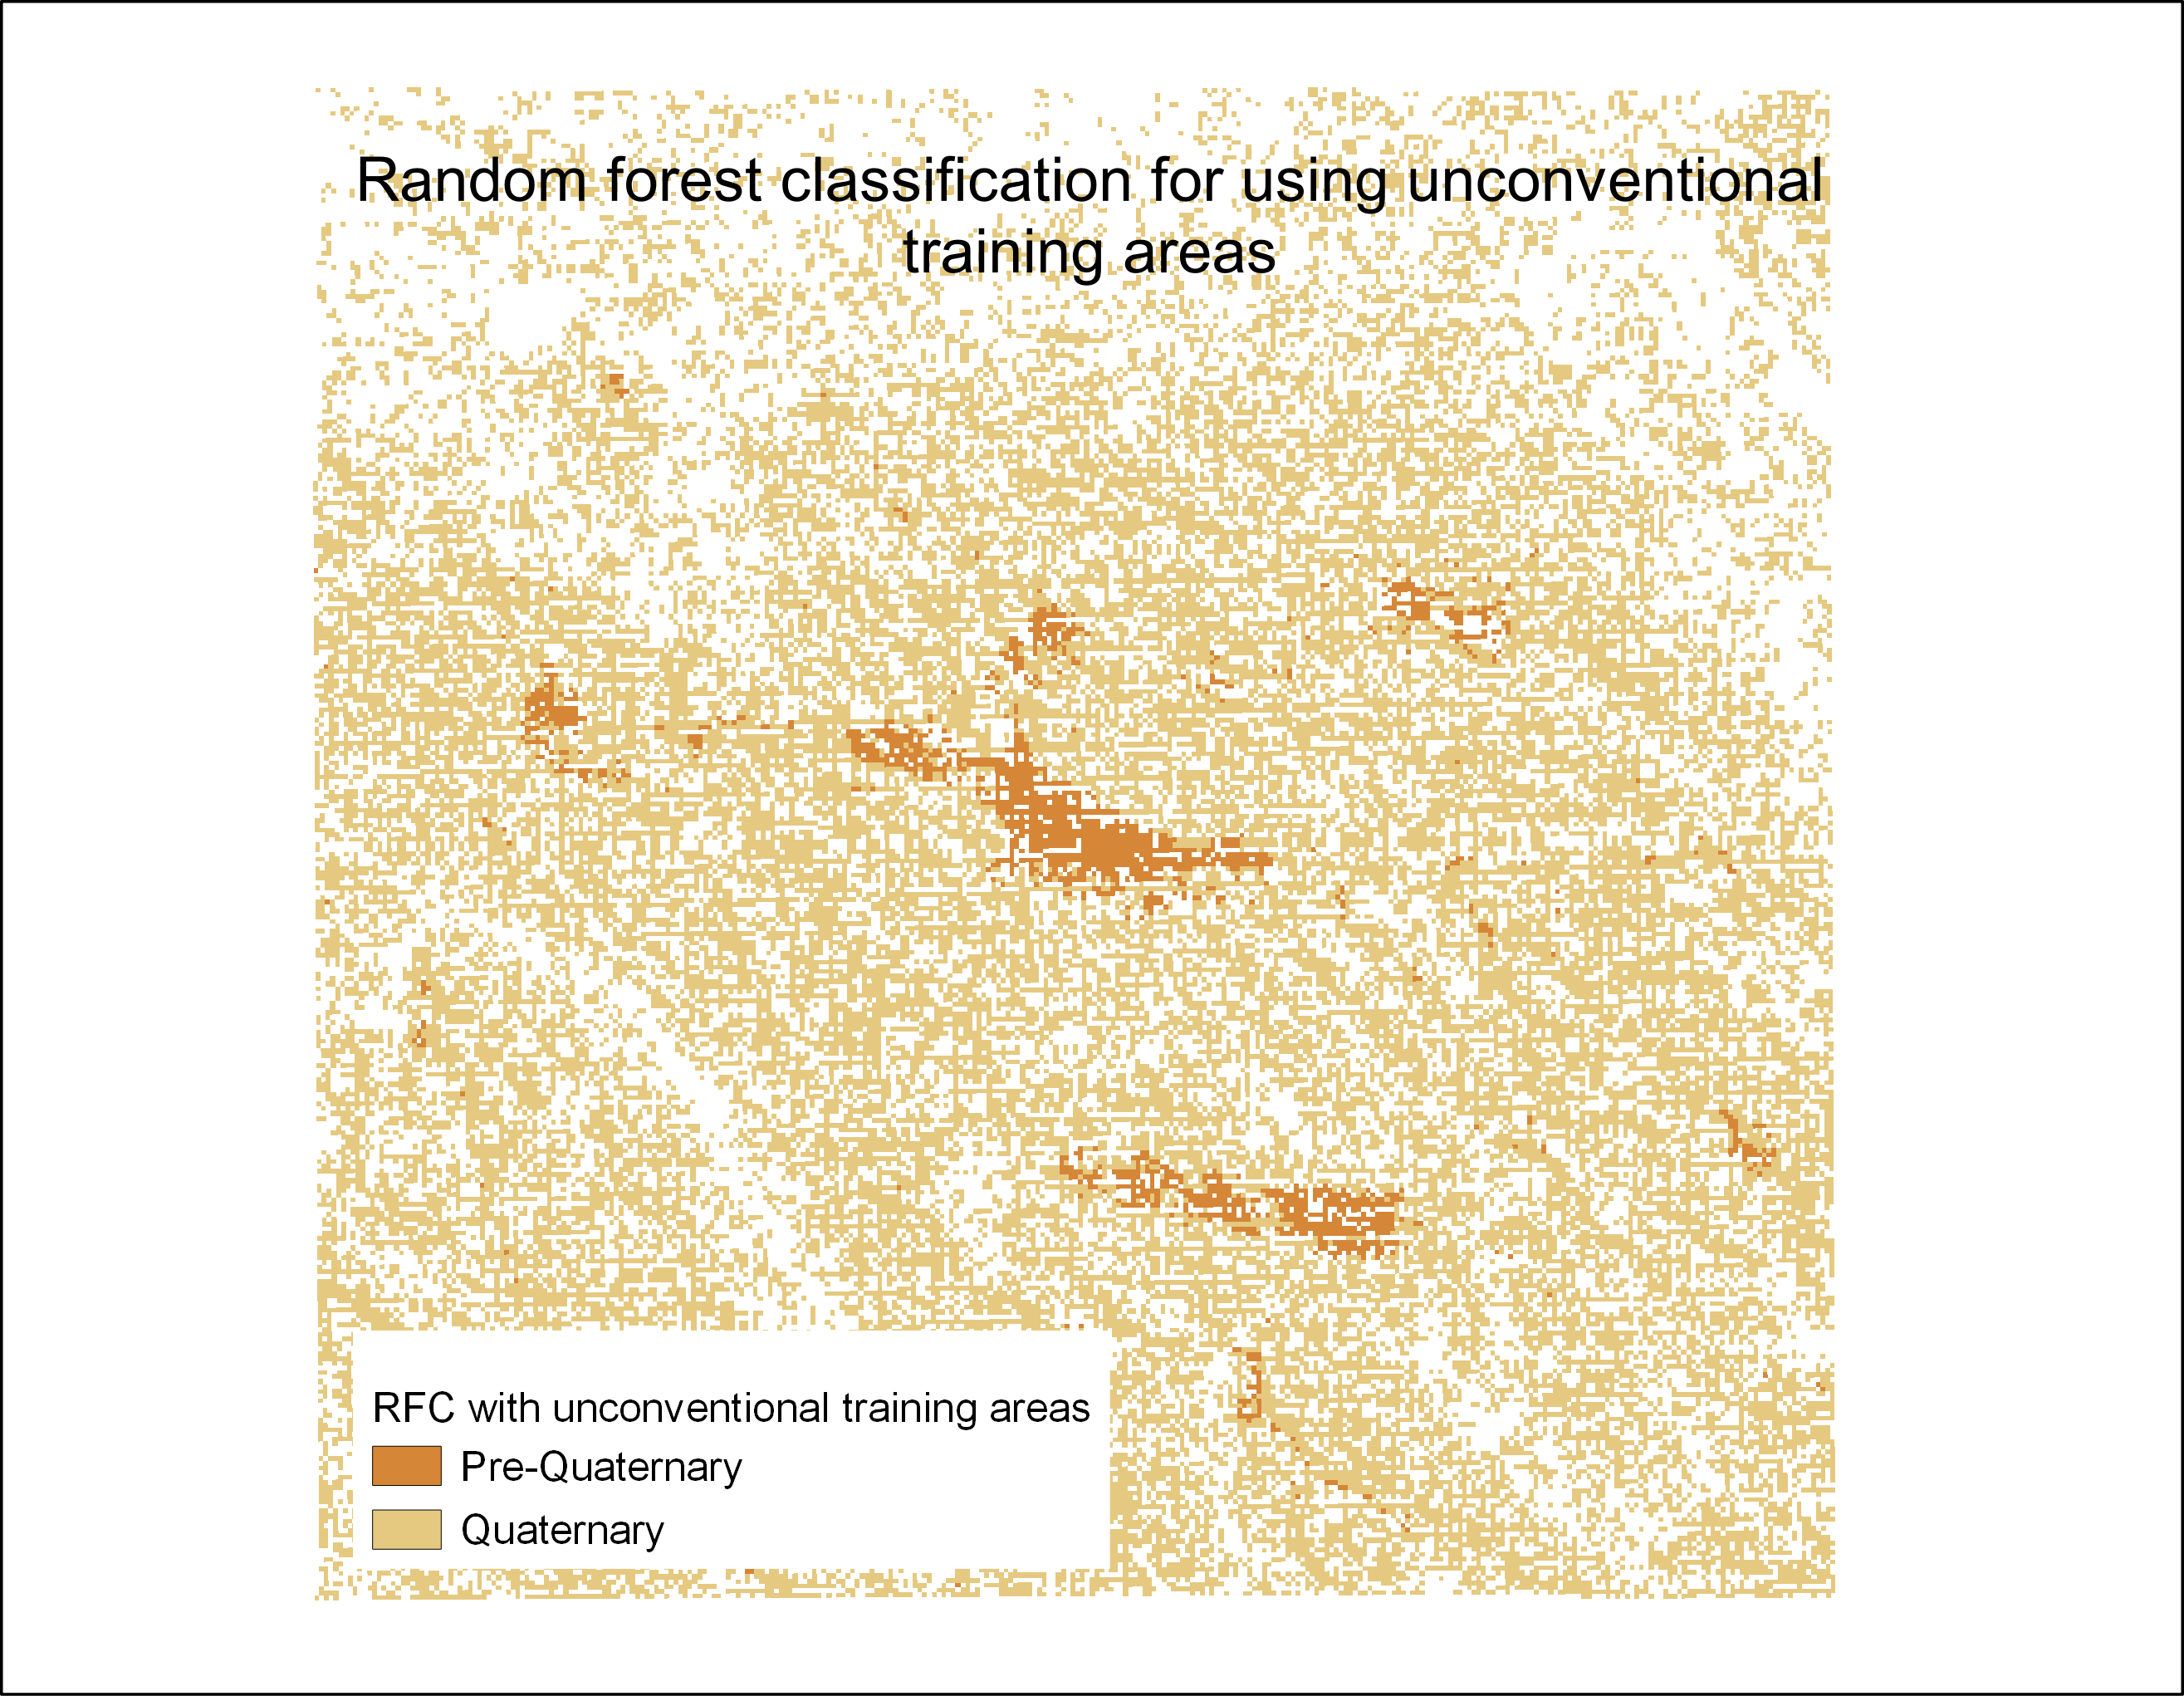 Random forest classification for using unconventional
training areas
RFC with unconventional training areas
Pre-Quaternary
Quaternary